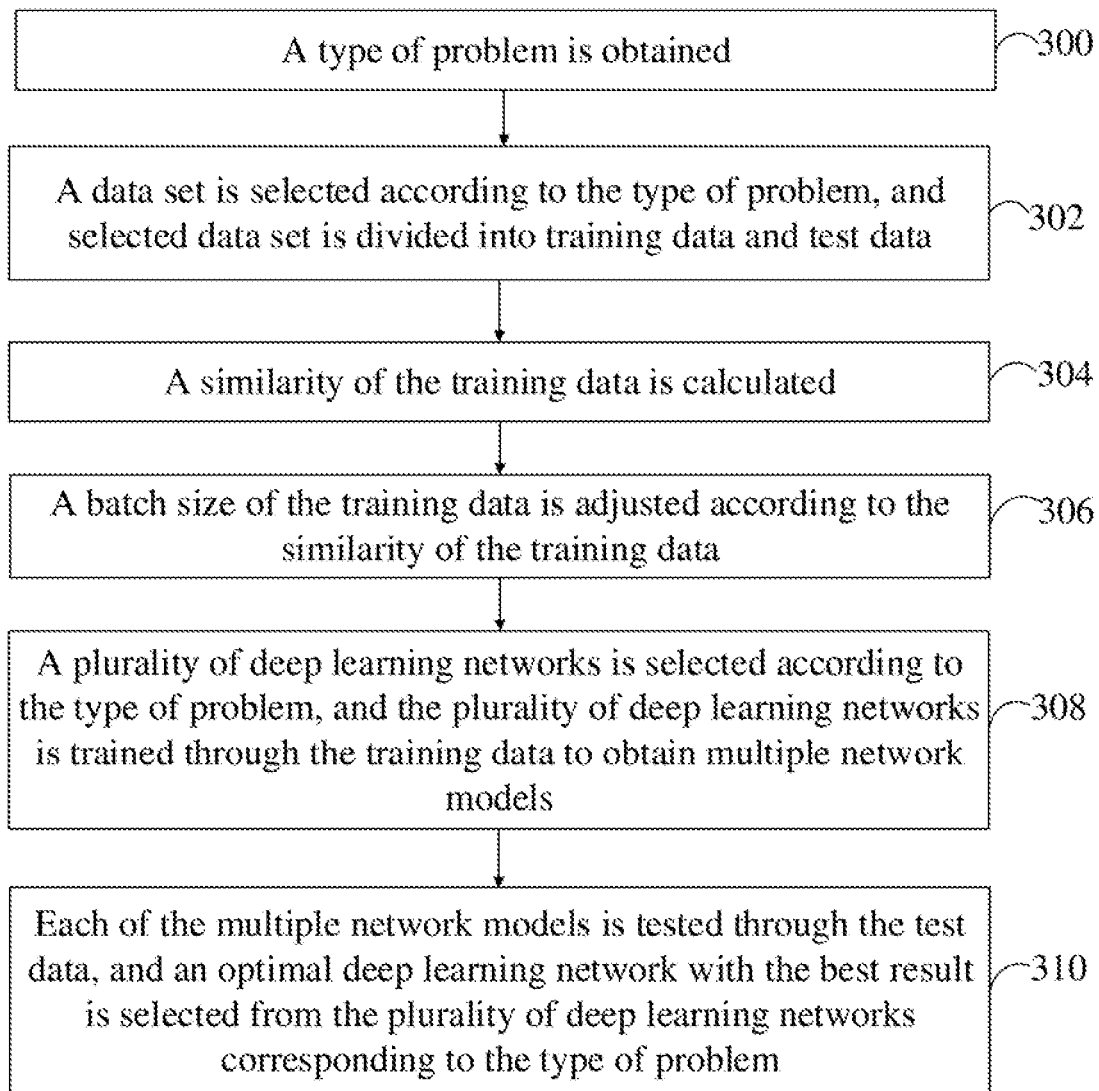 A type of problem is obtained
300
A data set is selected according to the type of problem, and
selected data set is divided into training data and test data
302
A similarity of the training data is calculated
304
A batch size of the training data is adjusted according to the
similarity of the training data
306
A plurality of deep learning networks is selected according to
the type of problem, and the plurality of deep learning networks
is trained through the training data to obtain multiple network
models
308
Each of the multiple network models is tested through the test
data, and an optimal deep learning network with the best result
is selected from the plurality of deep learning networks
corresponding to the type of problem
310